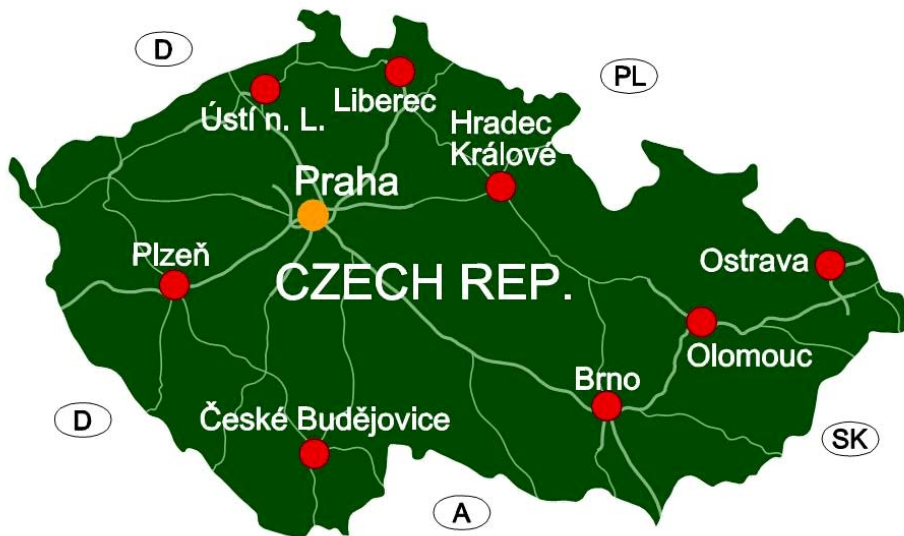 D
PL
Liberec
Ústí n. L.
Hradec
Králové
Praha
Plzeň
Ostrava
CZECH REP.
Olomouc
Brno
D
České Budějovice
SK
A